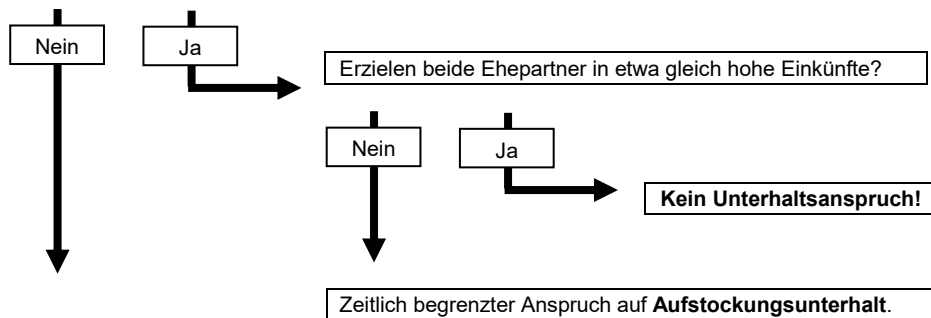 Nein
Ja
Erzielen beide Ehepartner in etwa gleich hohe Einkünfte?
Nein
Ja
Kein Unterhaltsanspruch!
Zeitlich begrenzter Anspruch auf Aufstockungsunterhalt.